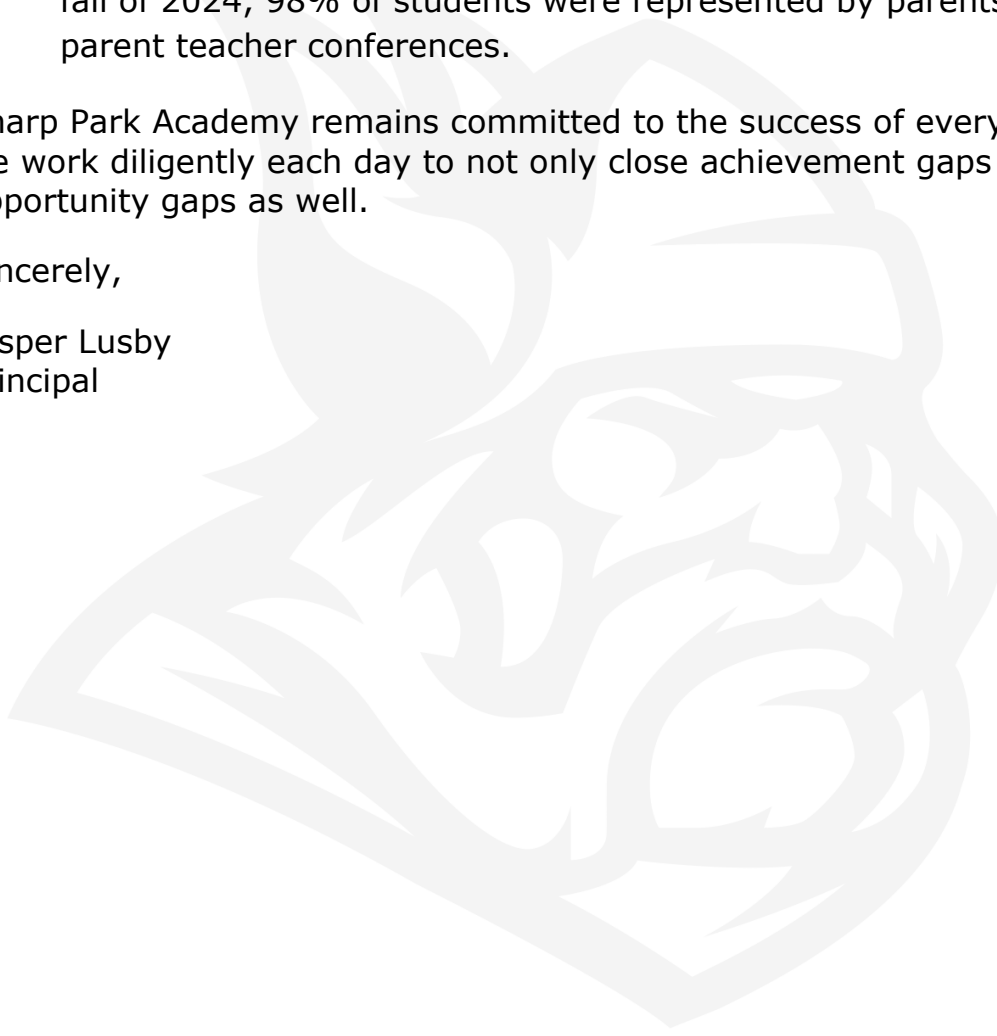 fall of 2024, 98% of students were represented by parents
parent teacher conferences.
harp Park Academy remains committed to the success of every
e work diligently each day to not only close achievement gaps
pportunity gaps as well.
ncerely,
sper Lusby
incipal